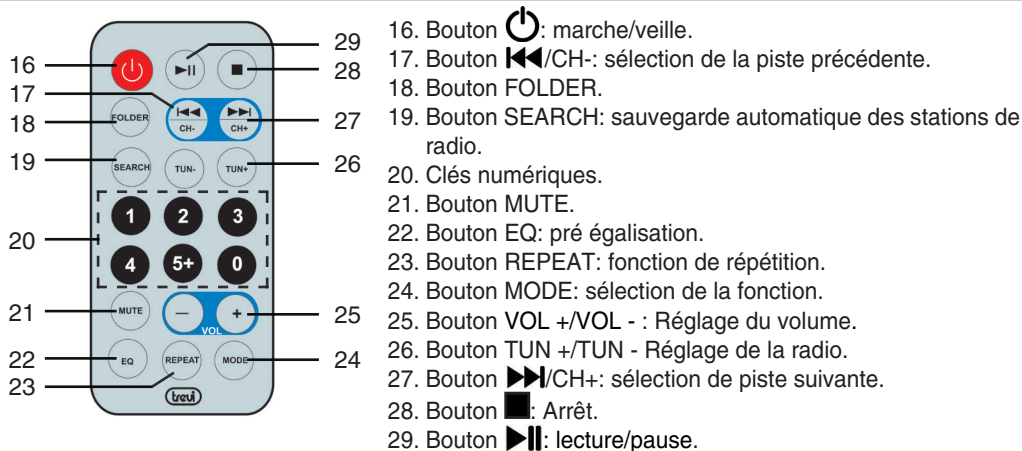 29
28
16
17
27
18
FOLDER
CH-
CH+
19
26
SEARCH
TUN-
TUN+
1
2
3
20
4
5+
0
21
MUTE
−
+
25
VOL
22
EQ
REPEAT
MODE
24
23
trevi
16. Bouton ⏻: marche/veille.
17. Bouton ⏮/CH-: sélection de la piste précédente.
18. Bouton FOLDER.
19. Bouton SEARCH: sauvegarde automatique des stations de
radio.
20. Clés numériques.
21. Bouton MUTE.
22. Bouton EQ: pré égalisation.
23. Bouton REPEAT: fonction de répétition.
24. Bouton MODE: sélection de la fonction.
25. Bouton VOL +/VOL - : Réglage du volume.
26. Bouton TUN +/TUN - Réglage de la radio.
27. Bouton ⏭/CH+: sélection de piste suivante.
28. Bouton ■: Arrêt.
29. Bouton ⏯: lecture/pause.